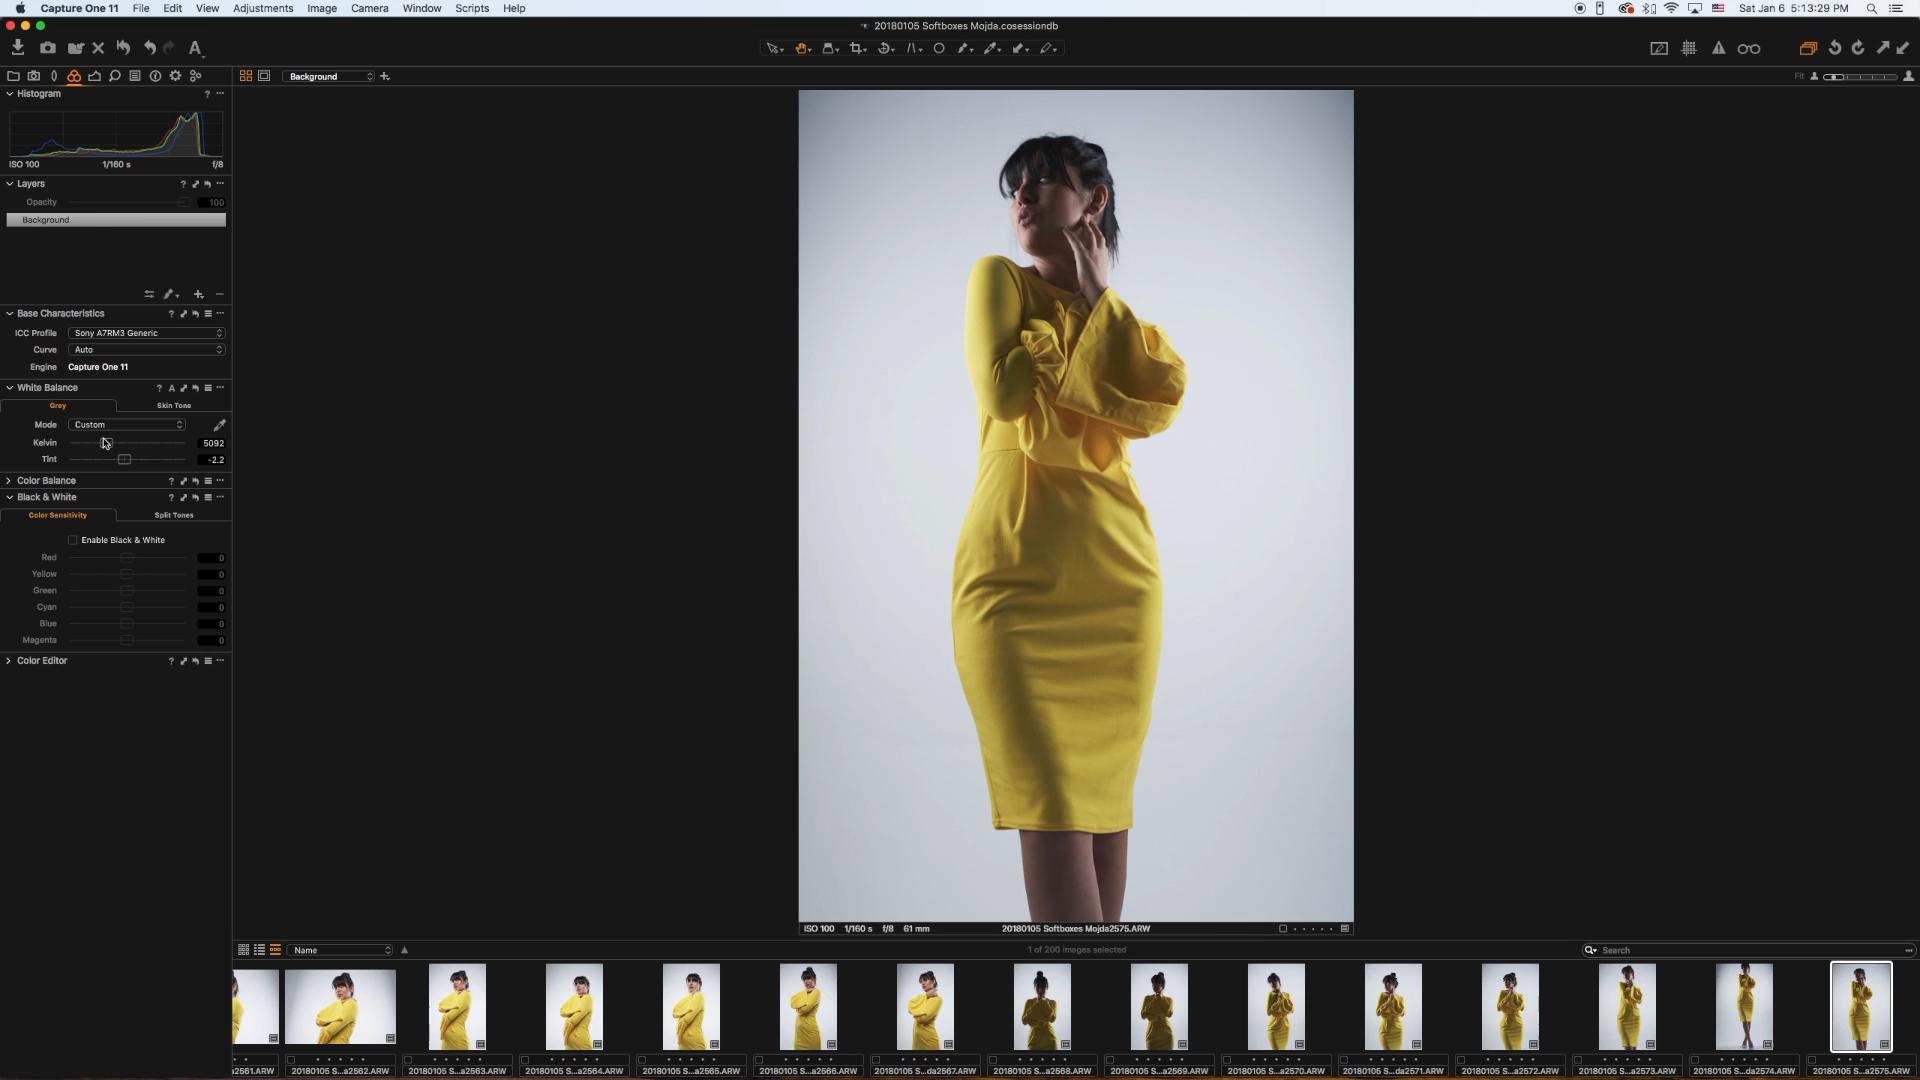 Capture One 11 File Edit View Adjustments Image Camera Window Scripts Help Sat Jan 6 5:13:29 PM
20180105 Softboxes Mojda.cosessiondb
Background Fit
Histogram
ISO 100 1/160 s f/8
Layers
Opacity 100
Background
Base Characteristics
ICC Profile Sony A7RM3 Generic
Curve Auto
Engine Capture One 11
White Balance
Grey Skin Tone
Mode Custom
Kelvin 5092
Tint -2.2
Color Balance
Black & White
Color Sensitivity Split Tones
Enable Black & White
Red 0
Yellow 0
Green 0
Cyan 0
Blue 0
Magenta 0
Color Editor
ISO 100 1/160 s f/8 61 mm 20180105 Softboxes Mojda2575.ARW
Name 1 of 200 images selected Search
a2561.ARW 20180105 S...a2562.ARW 20180105 S...a2563.ARW 20180105 S...a2564.ARW 20180105 S...a2565.ARW 20180105 S...a2566.ARW 20180105 S...da2567.ARW 20180105 S...a2568.ARW 20180105 S...a2569.ARW 20180105 S...a2570.ARW 20180105 S...da2571.ARW 20180105 S...a2572.ARW 20180105 S...a2573.ARW 20180105 S...da2574.ARW 20180105 S...a2575.ARW